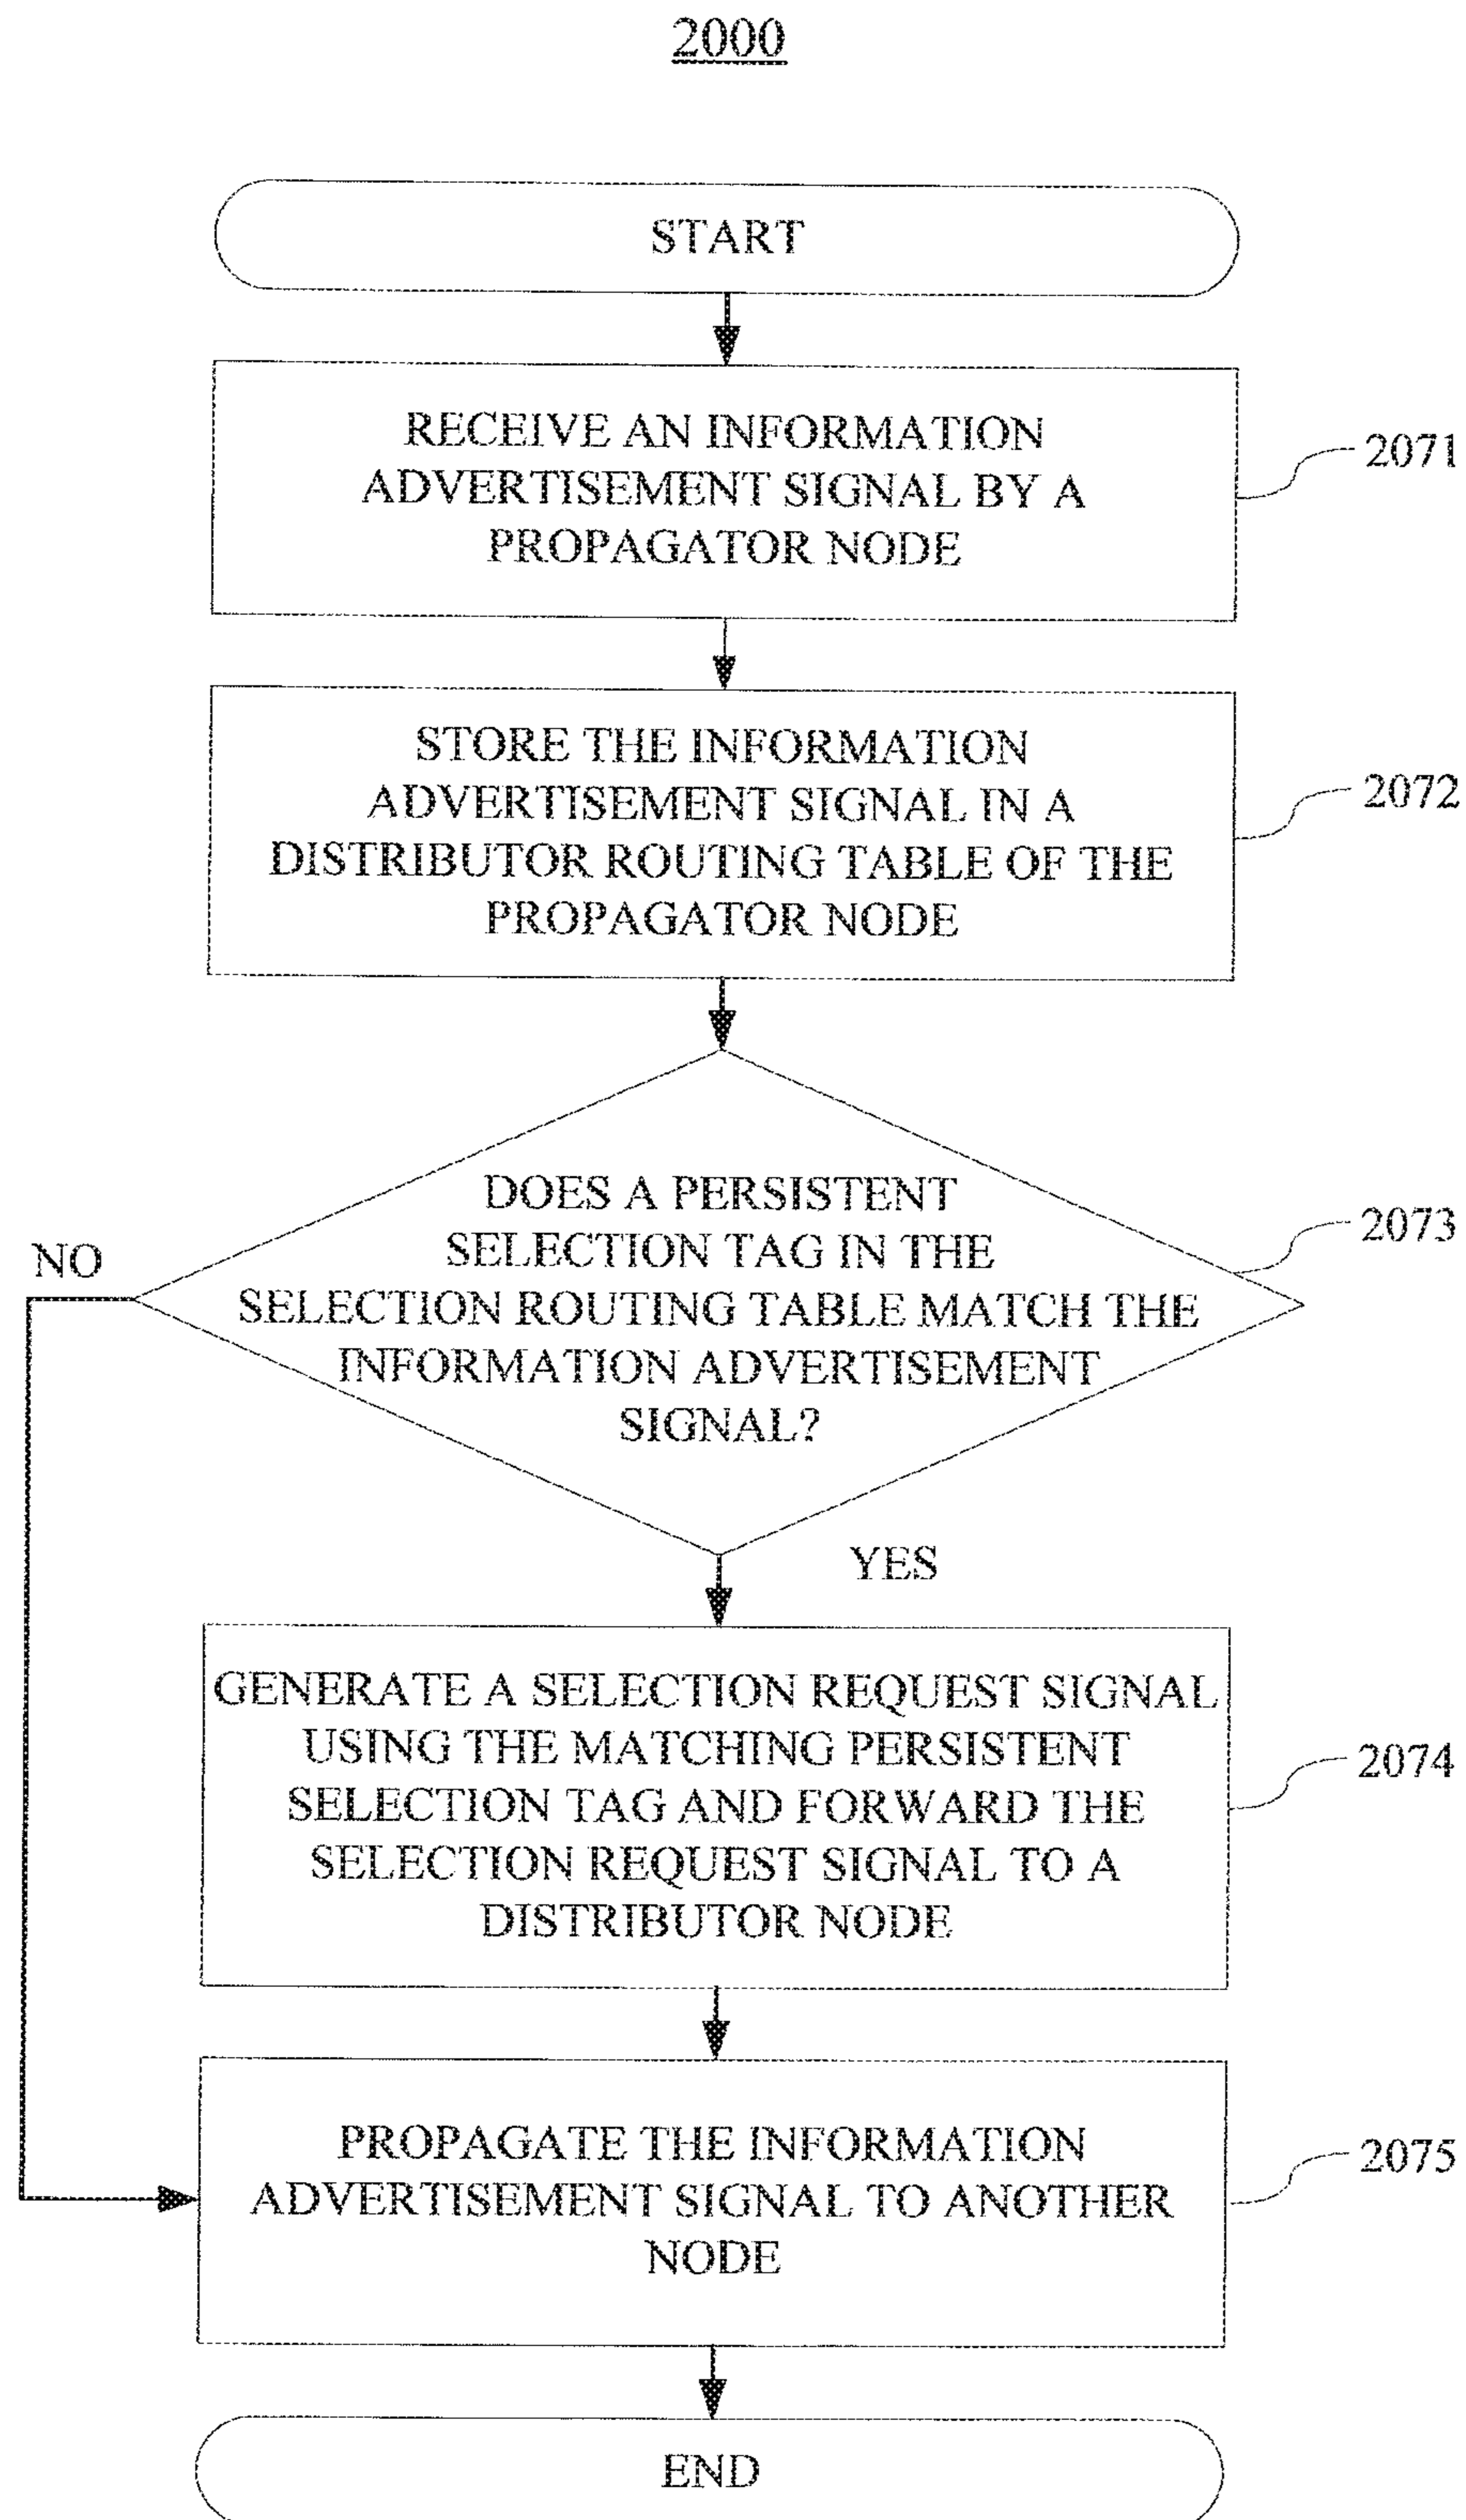 2000
START
RECEIVE AN INFORMATION
ADVERTISEMENT SIGNAL BY A
PROPAGATOR NODE
2071
STORE THE INFORMATION
ADVERTISEMENT SIGNAL IN A
DISTRIBUTOR ROUTING TABLE OF THE
PROPAGATOR NODE
2072
DOES A PERSISTENT
SELECTION TAG IN THE
SELECTION ROUTING TABLE MATCH THE
INFORMATION ADVERTISEMENT
SIGNAL?
2073
NO
YES
GENERATE A SELECTION REQUEST SIGNAL
USING THE MATCHING PERSISTENT
SELECTION TAG AND FORWARD THE
SELECTION REQUEST SIGNAL TO A
DISTRIBUTOR NODE
2074
PROPAGATE THE INFORMATION
ADVERTISEMENT SIGNAL TO ANOTHER
NODE
2075
END